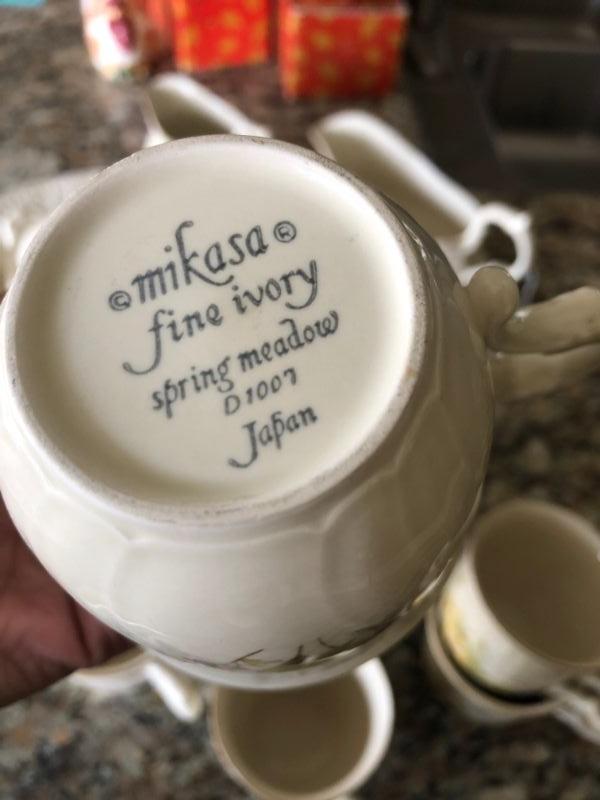 ©mikasa®
fine ivory
spring meadow
D1007
Japan